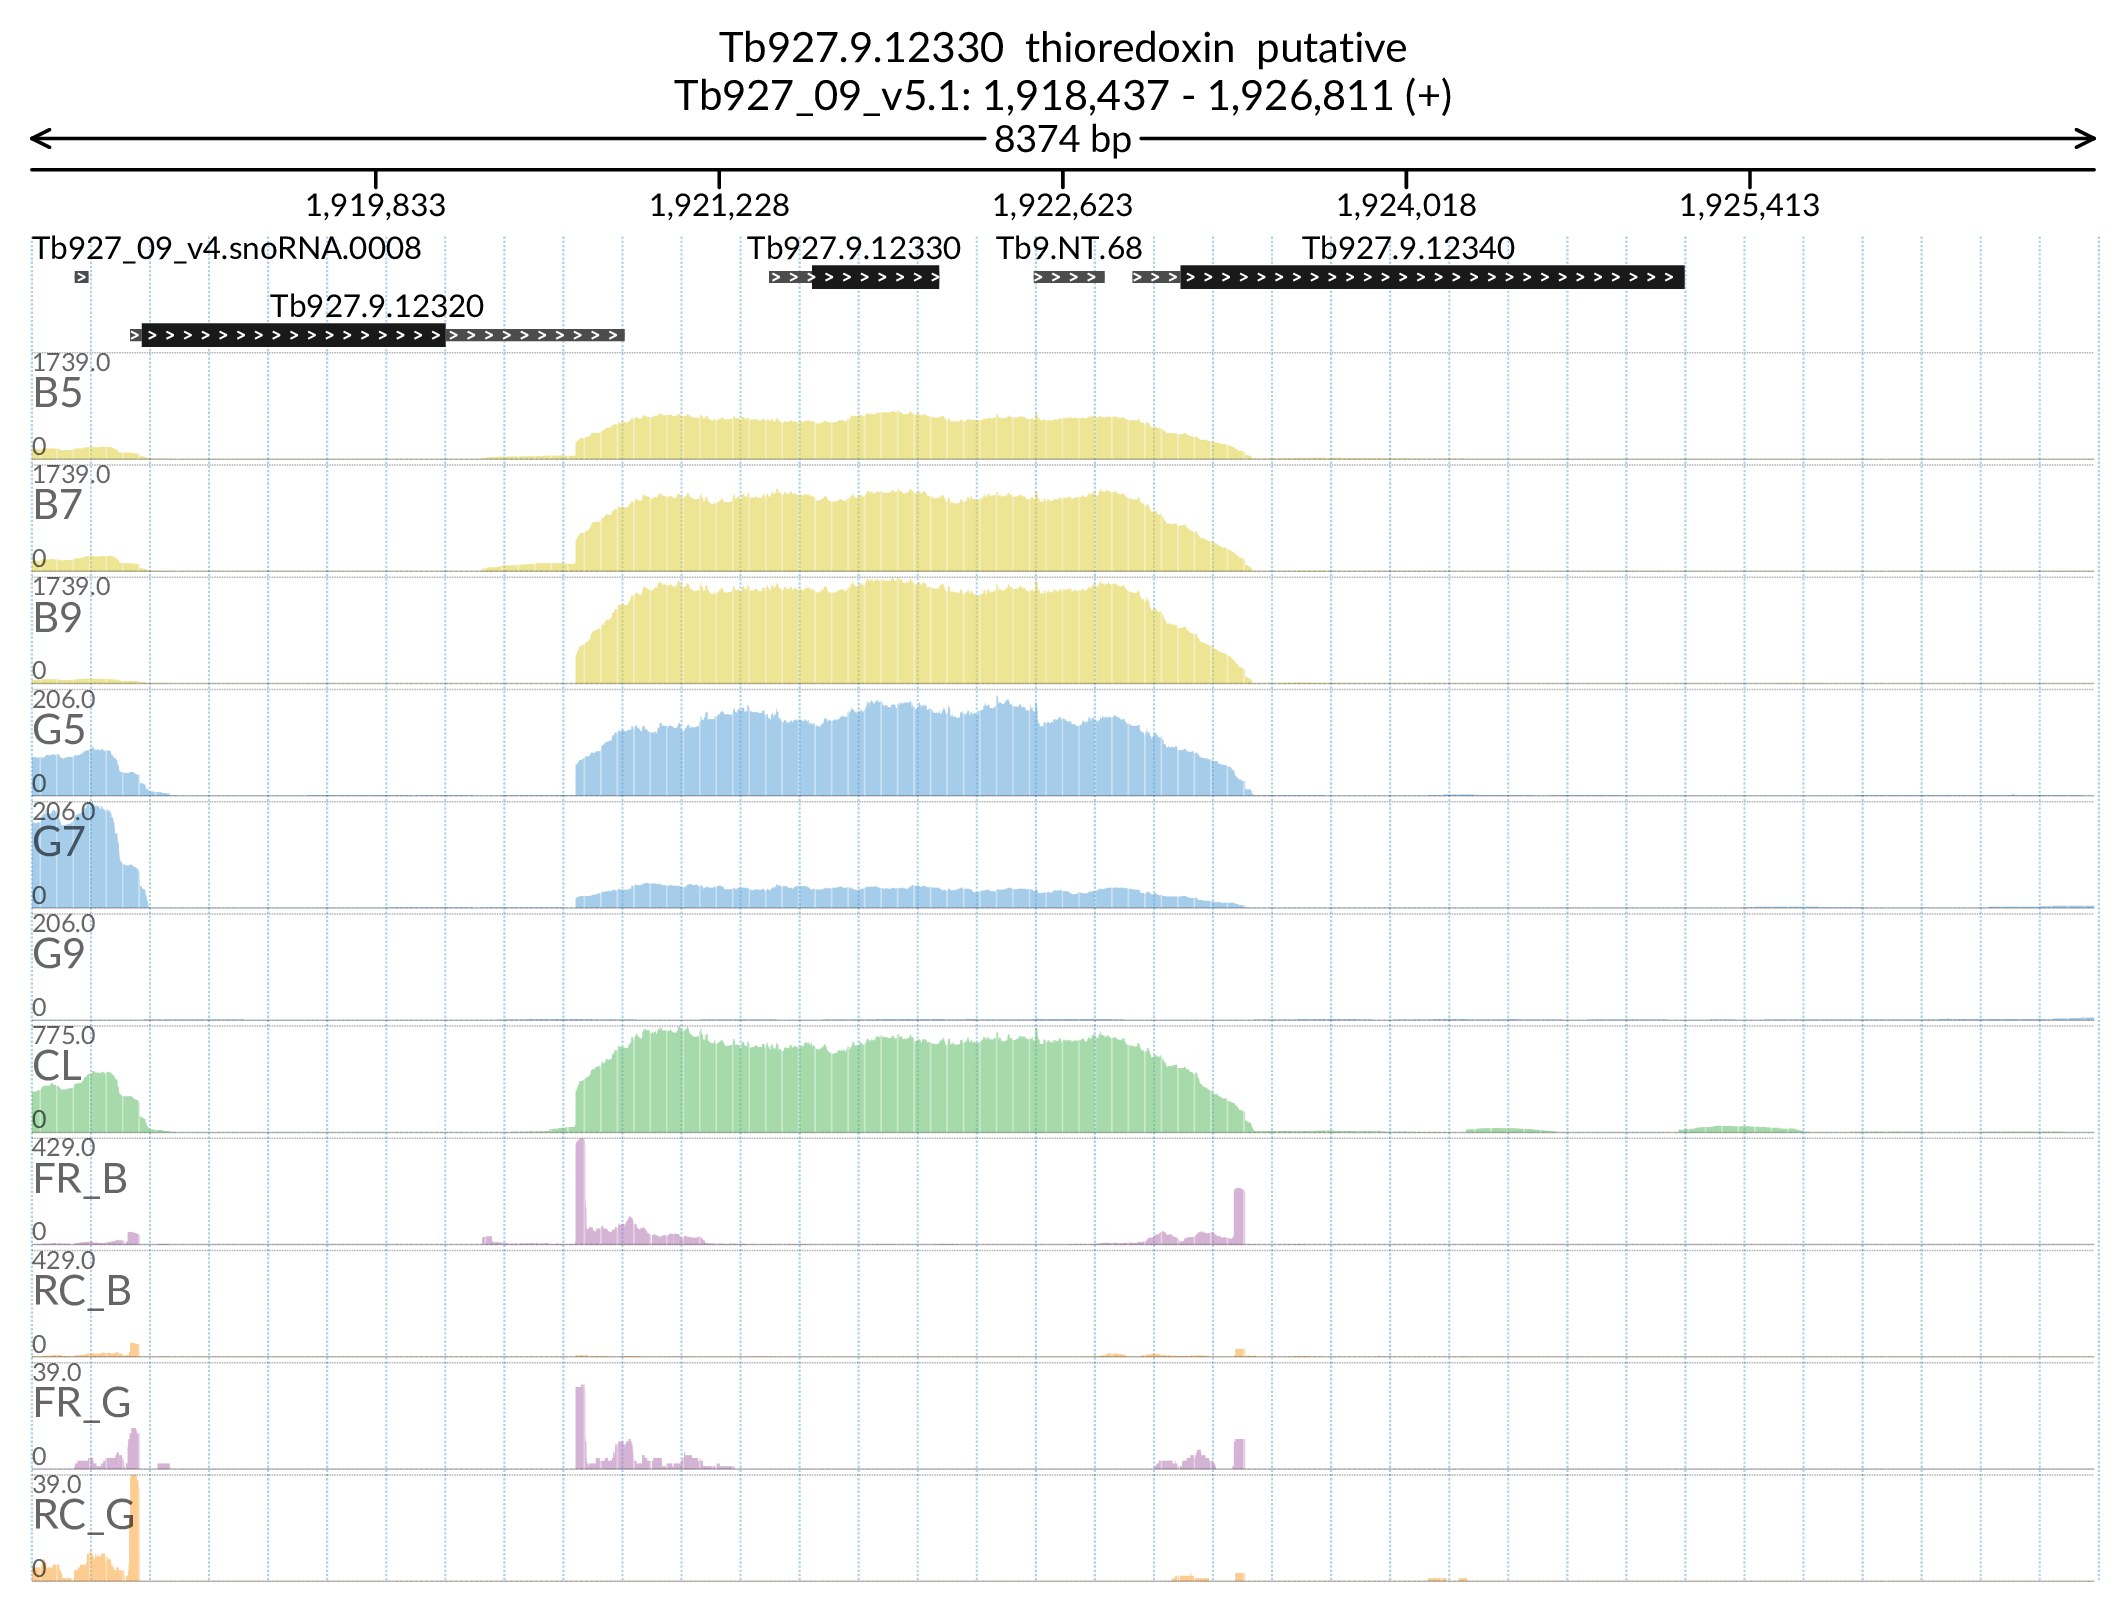 Tb927.9.12330 thioredoxin putative
Tb927_09_v5.1: 1,918,437 - 1,926,811 (+)
8374 bp
1,919,833 1,921,228 1,922,623 1,924,018 1,925,413
Tb927_09_v4.snoRNA.0008 Tb927.9.12330 Tb9.NT.68 Tb927.9.12340
Tb927.9.12320
1739.0
B5
0
1739.0
B7
0
1739.0
B9
0
206.0
G5
0
206.0
G7
0
206.0
G9
0
775.0
CL
0
429.0
FR_B
0
429.0
RC_B
0
39.0
FR_G
0
39.0
RC_G
0